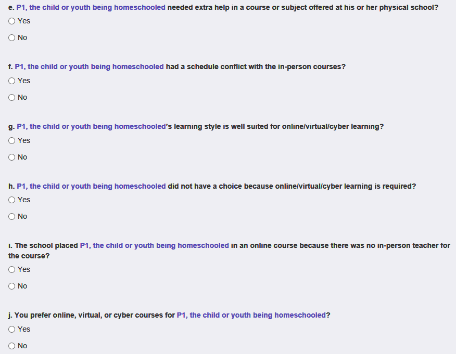 e. P1, the child or youth being homeschooled needed extra help in a course or subject offered at his or her physical school?
Yes
No
f. P1, the child or youth being homeschooled had a schedule conflict with the in-person courses?
Yes
No
g. P1, the child or youth being homeschooled's learning style is well suited for online/virtual/cyber learning?
Yes
No
h. P1, the child or youth being homeschooled did not have a choice because online/virtual/cyber learning is required?
Yes
No
i. The school placed P1, the child or youth being homeschooled in an online course because there was no in-person teacher for
the course?
Yes
No
j. You prefer online, virtual, or cyber courses for P1, the child or youth being homeschooled?
Yes
No